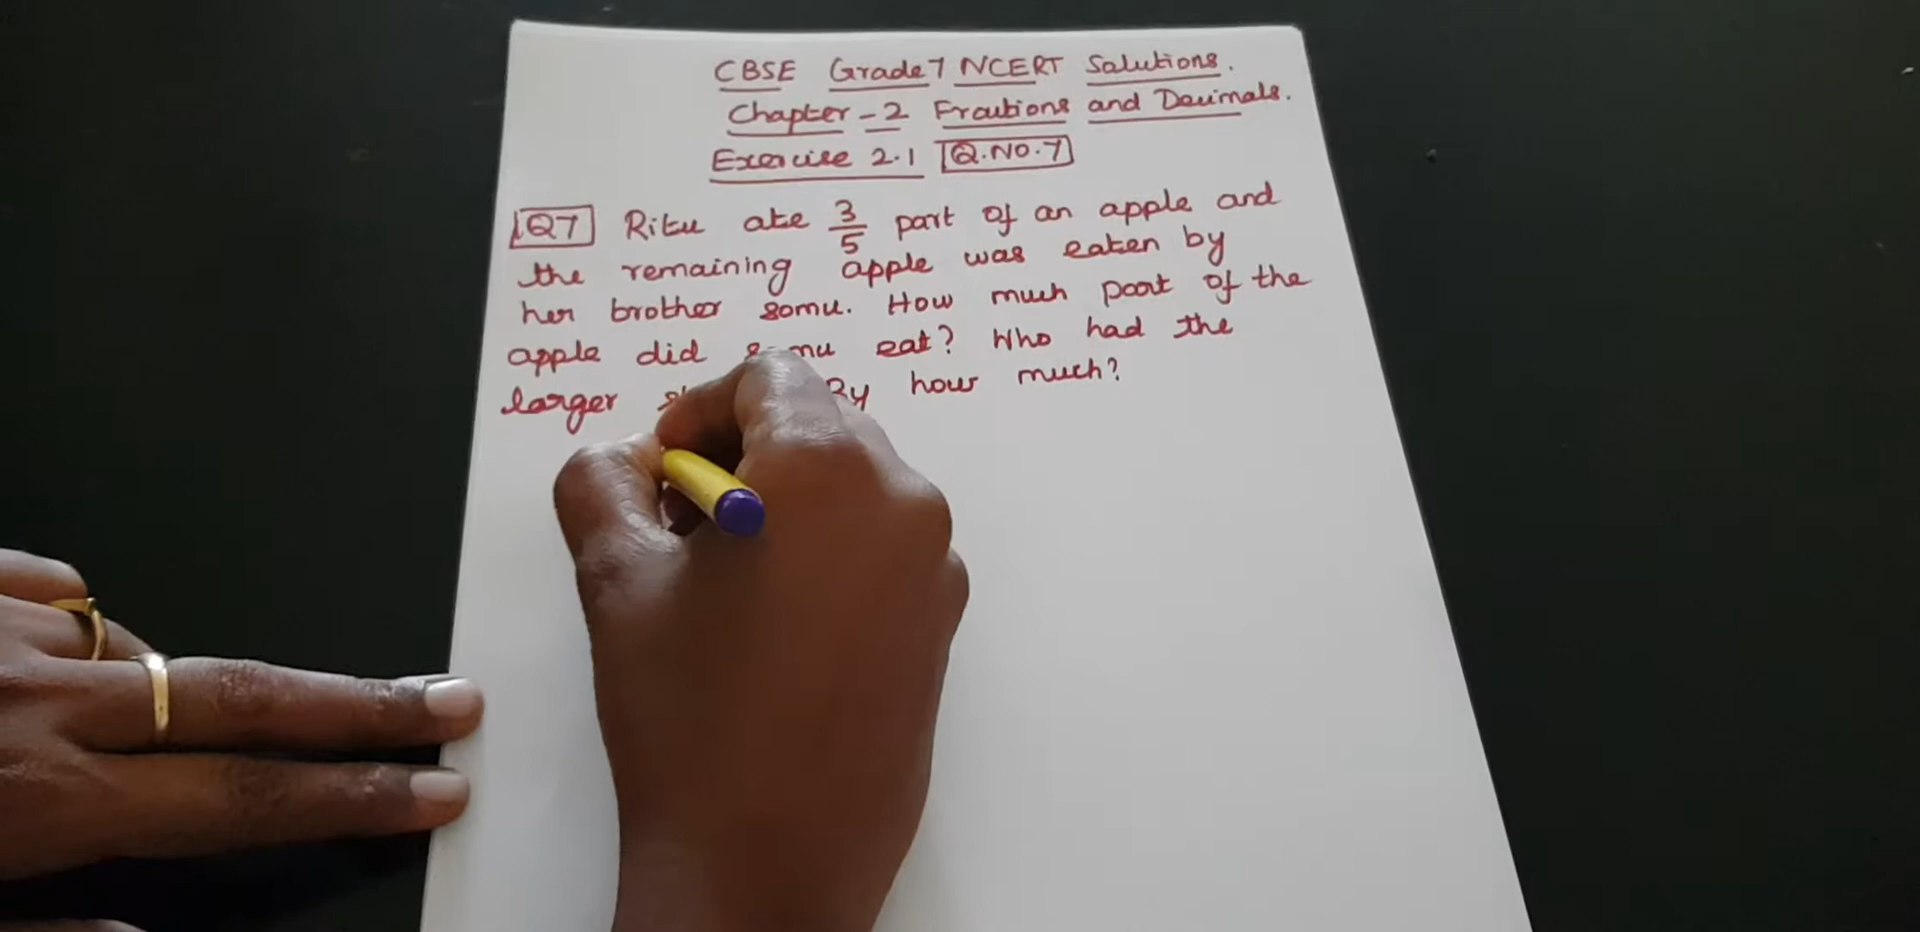 CBSE Grade 7 NCERT Solutions.
Chapter - 2 Fractions and Decimals.
Exercise 2.1 Q.NO.7
Q7 Ritu ate 3/5 part of an apple and
the remaining apple was eaten by
her brother somu. How much part of the
apple did eat? Who had the
larger By how much?